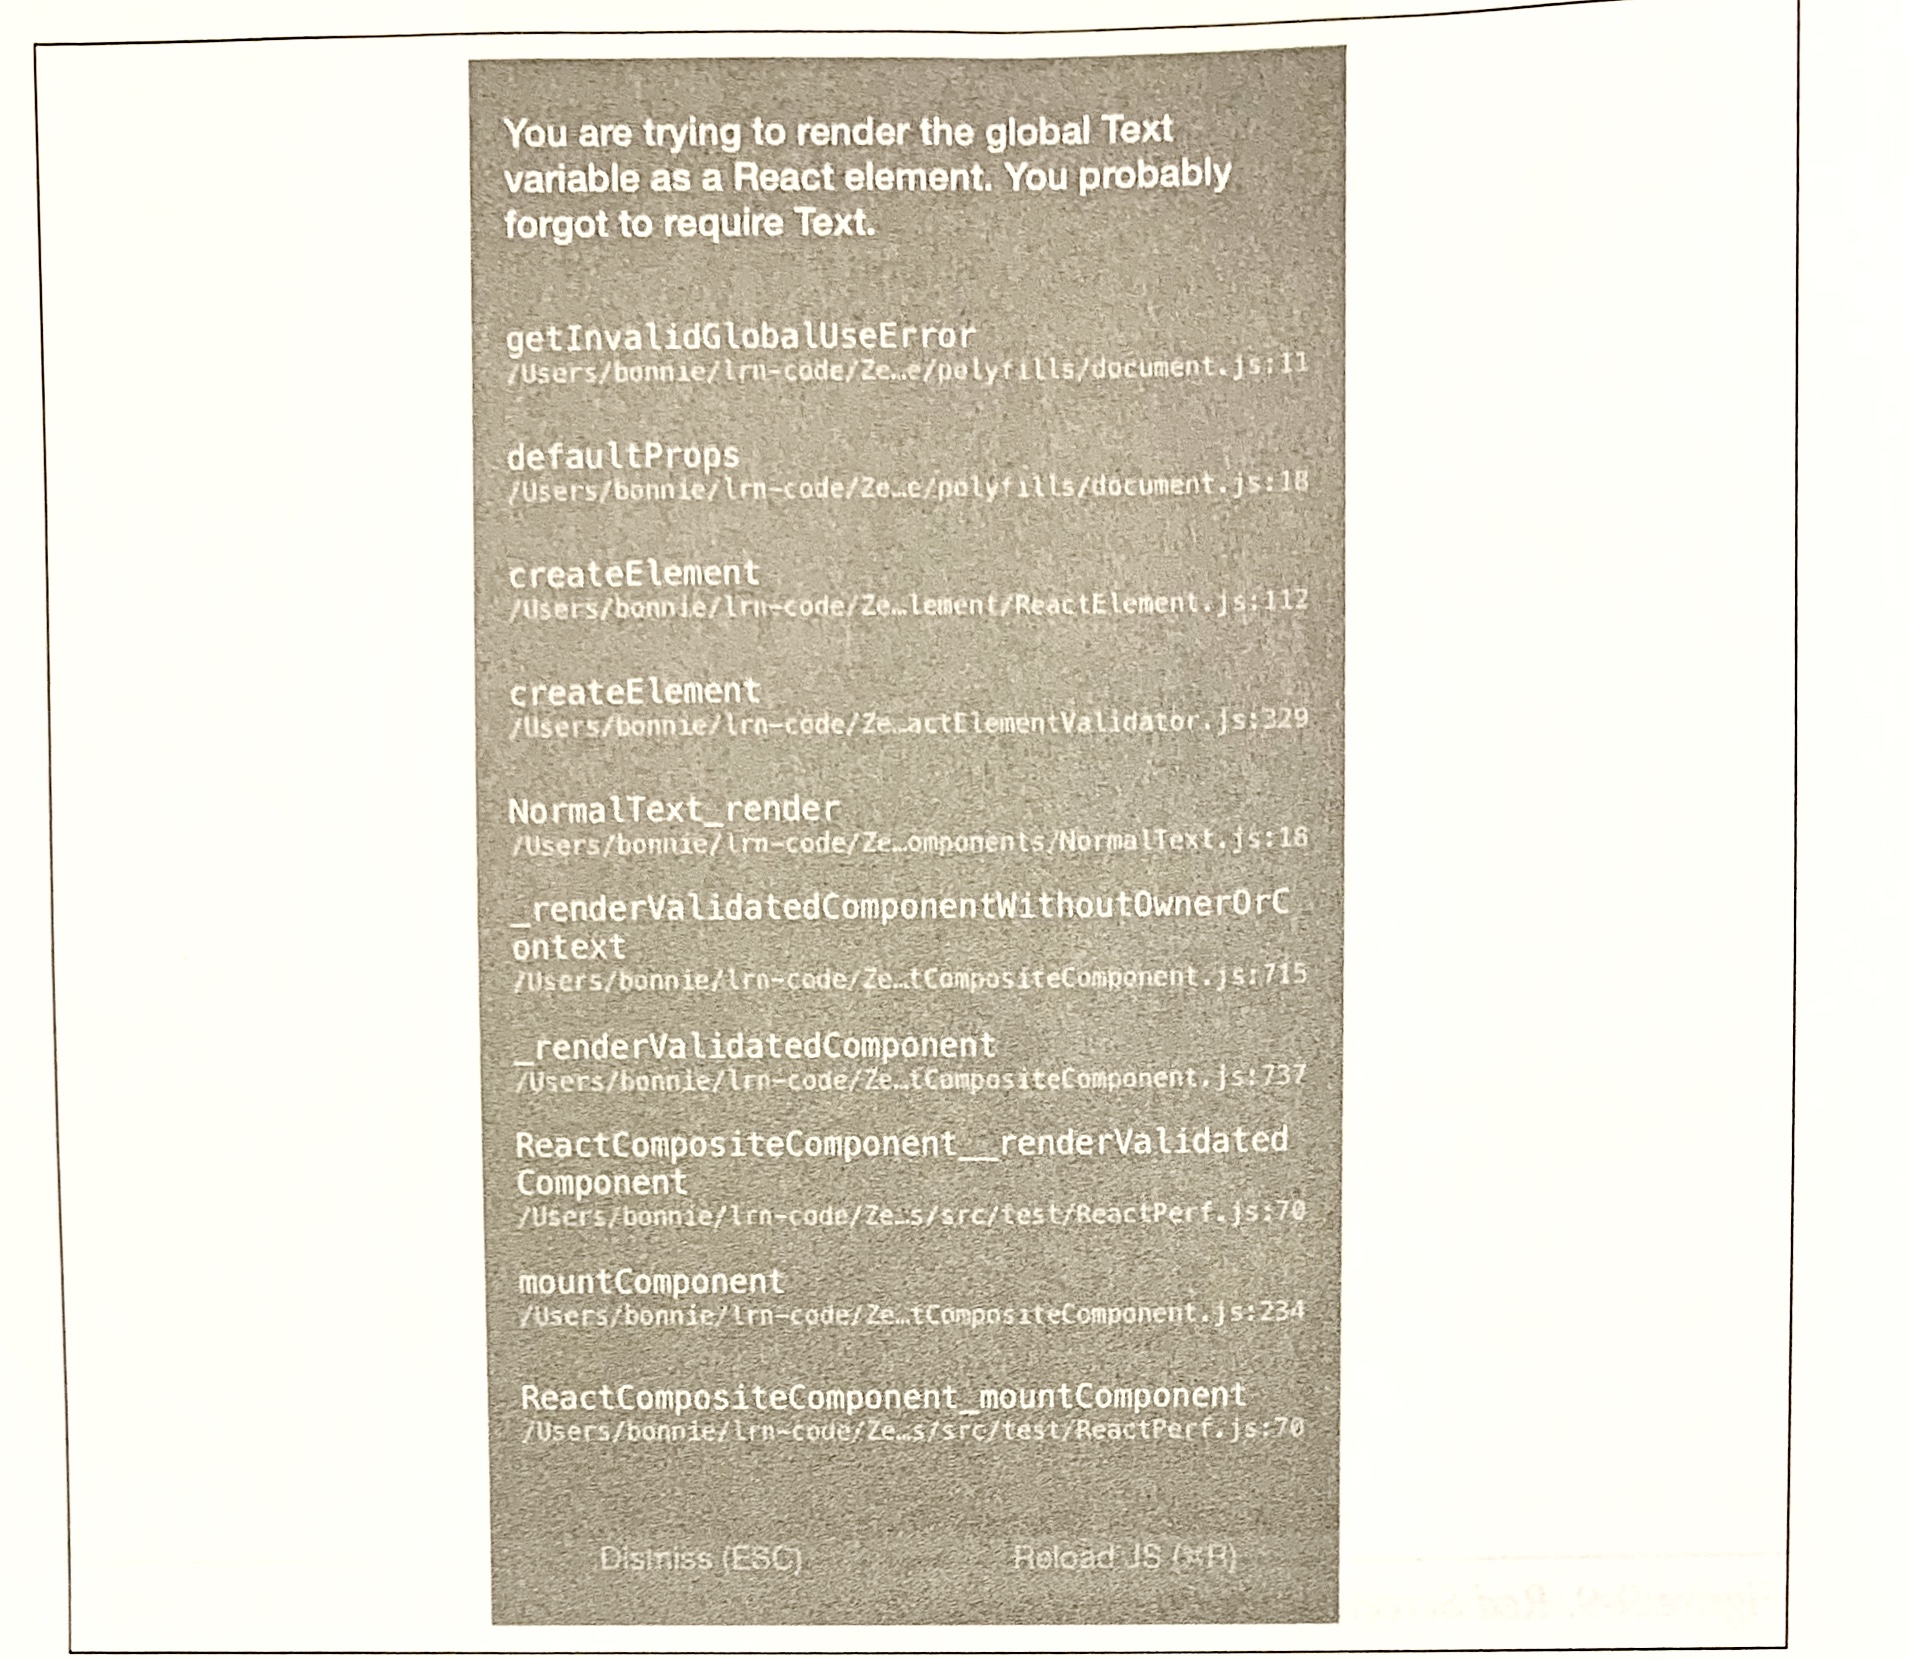 You are trying to render the global Text
variable as a React element. You probably
forgot to require Text.
getInvalidGlobalUseError
/Users/bonnie/lrn-code/Ze…e/polyfills/document.js:11
defaultProps
/Users/bonnie/lrn-code/Ze…e/polyfills/document.js:18
createElement
/Users/bonnie/lrn-code/Ze…lement/ReactElement.js:112
createElement
/Users/bonnie/lrn-code/Ze…actElementValidator.js:329
NormalText_render
/Users/bonnie/lrn-code/Ze…omponents/NormalText.js:18
_renderValidatedComponentWithoutOwnerOrC
ontext
/Users/bonnie/lrn-code/Ze…tCompositeComponent.js:715
_renderValidatedComponent
/Users/bonnie/lrn-code/Ze…tCompositeComponent.js:737
ReactCompositeComponent__renderValidated
Component
/Users/bonnie/lrn-code/Ze…s/src/test/ReactPerf.js:70
mountComponent
/Users/bonnie/lrn-code/Ze…tCompositeComponent.js:234
ReactCompositeComponent_mountComponent
/Users/bonnie/lrn-code/Ze…s/src/test/ReactPerf.js:70
Dismiss (ESC)
Reload JS (⌘R)